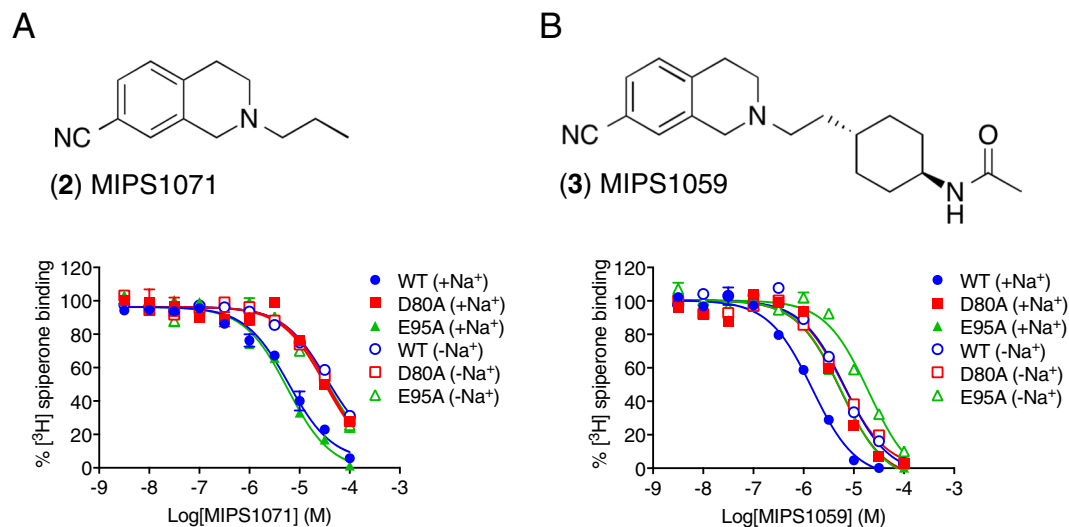 A
B
NC
N
NC
N
O
N
H
(2) MIPS1071
(3) MIPS1059
% [³H] spiperone binding
120
100
80
60
40
20
0
-9 -8 -7 -6 -5 -4 -3
Log[MIPS1071] (M)
WT (+Na⁺)
D80A (+Na⁺)
E95A (+Na⁺)
WT (-Na⁺)
D80A (-Na⁺)
E95A (-Na⁺)
% [³H] spiperone binding
120
100
80
60
40
20
0
-9 -8 -7 -6 -5 -4 -3
Log[MIPS1059] (M)
WT (+Na⁺)
D80A (+Na⁺)
E95A (+Na⁺)
WT (-Na⁺)
D80A (-Na⁺)
E95A (-Na⁺)